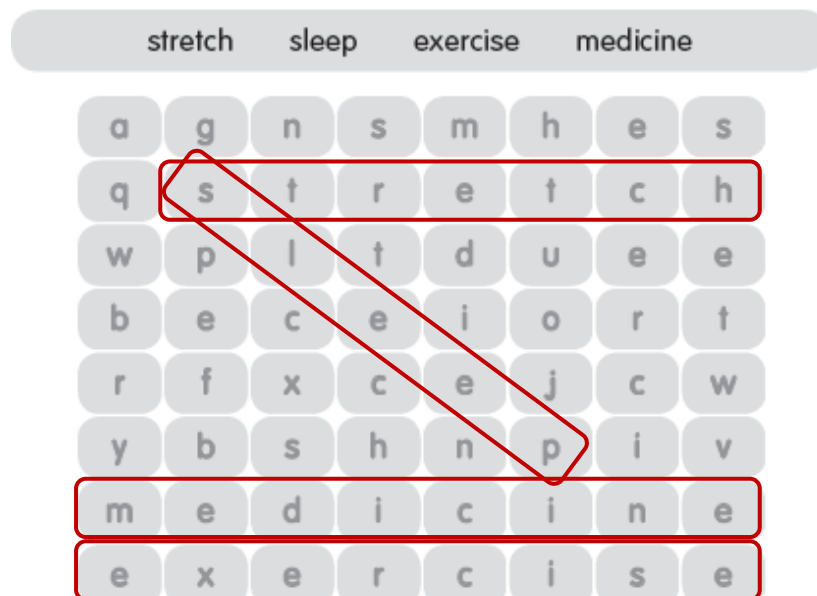 stretch sleep exercise medicine
a g n s m h e s
q s t r e t c h
w p l t d u e e
b e c e i o r t
r f x c e j c w
y b s h n p i v
m e d i c i n e
e x e r c i s e